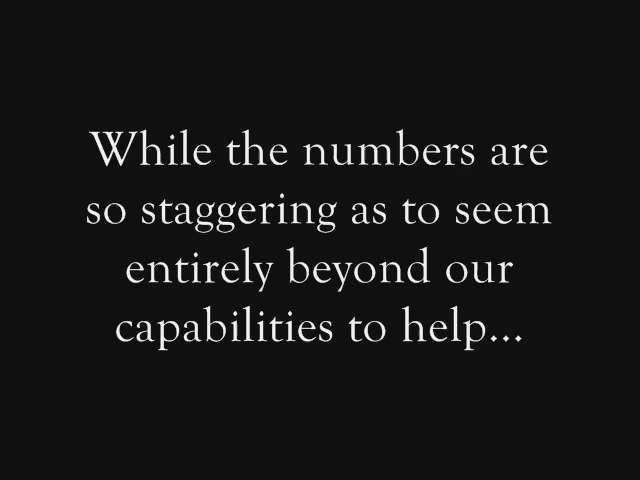 While the numbers are
so staggering as to seem
entirely beyond our
capabilities to help...